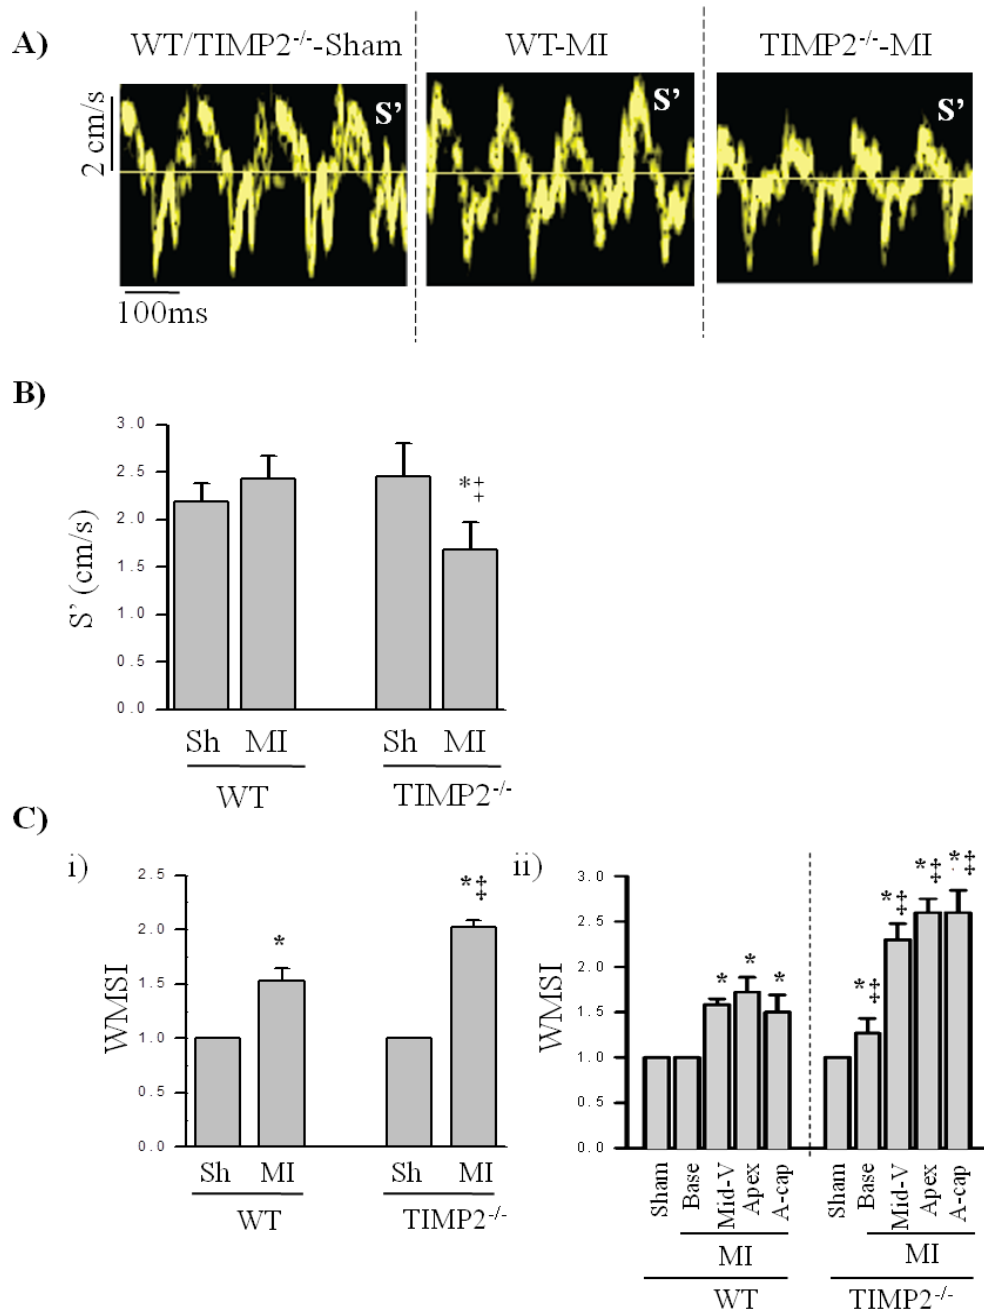 A)
WT/TIMP2-/--Sham
WT-MI
TIMP2-/--MI
2 cm/s
S’
S’
S’
100ms
B)
S’ (cm/s)
3.0
2.5
2.0
1.5
1.0
0.5
0.0
*‡
Sh MI
Sh MI
WT
TIMP2-/-
C)
i)
WMSI
2.5
2.0
1.5
1.0
0.5
0.0
*
*‡
Sh MI
Sh MI
WT
TIMP2-/-
ii)
WMSI
3.0
2.5
2.0
1.5
1.0
0.5
0.0
* * *
*‡ *‡ *‡ *‡
Sham
Base
Mid-V
Apex
A-cap
Sham
Base
Mid-V
Apex
A-cap
MI
MI
WT
TIMP2-/-